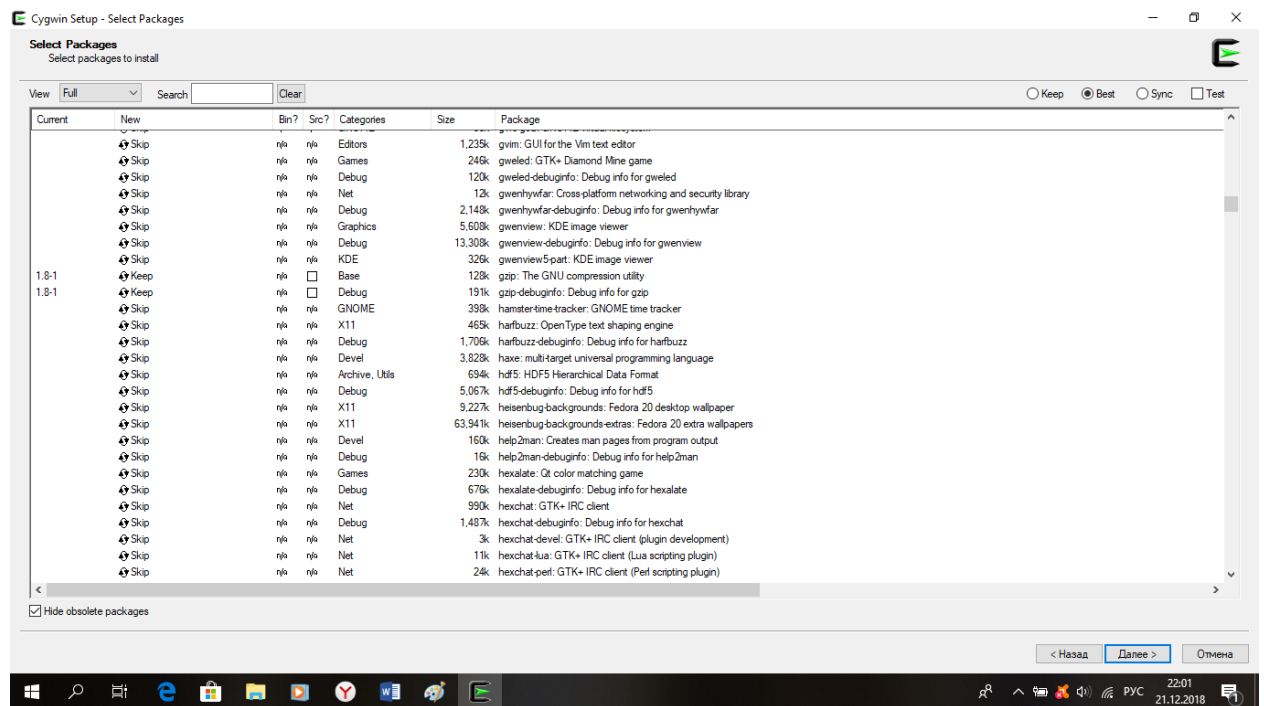 Cygwin Setup - Select Packages
Select Packages
Select packages to install
View Full Search Clear Keep Best Sync Test
Current New Bin? Src? Categories Size Package
Skip n/a n/a Editors 1,235k gvim: GUI for the Vim text editor
Skip n/a n/a Games 246k gweled: GTK+ Diamond Mine game
Skip n/a n/a Debug 120k gweled-debuginfo: Debug info for gweled
Skip n/a n/a Net 12k gwenhywfar: Cross-platform networking and security library
Skip n/a n/a Debug 2,148k gwenhywfar-debuginfo: Debug info for gwenhywfar
Skip n/a n/a Graphics 5,608k gwenview: KDE image viewer
Skip n/a n/a Debug 13,308k gwenview-debuginfo: Debug info for gwenview
Skip n/a n/a KDE 326k gwenview5-part: KDE image viewer
1.8-1 Keep n/a Base 128k gzip: The GNU compression utility
1.8-1 Keep n/a Debug 191k gzip-debuginfo: Debug info for gzip
Skip n/a n/a GNOME 398k hamster-time-tracker: GNOME time tracker
Skip n/a n/a X11 465k harfbuzz: OpenType text shaping engine
Skip n/a n/a Debug 1,706k harfbuzz-debuginfo: Debug info for harfbuzz
Skip n/a n/a Devel 3,828k haxe: multi-target universal programming language
Skip n/a n/a Archive, Utils 694k hdf5: HDF5 Hierarchical Data Format
Skip n/a n/a Debug 5,067k hdf5-debuginfo: Debug info for hdf5
Skip n/a n/a X11 9,227k heisenbug-backgrounds: Fedora 20 desktop wallpaper
Skip n/a n/a X11 63,941k heisenbug-backgrounds-extras: Fedora 20 extra wallpapers
Skip n/a n/a Devel 160k help2man: Creates man pages from program output
Skip n/a n/a Debug 16k help2man-debuginfo: Debug info for help2man
Skip n/a n/a Games 230k hexalate: Qt color matching game
Skip n/a n/a Debug 676k hexalate-debuginfo: Debug info for hexalate
Skip n/a n/a Net 990k hexchat: GTK+ IRC client
Skip n/a n/a Debug 1,487k hexchat-debuginfo: Debug info for hexchat
Skip n/a n/a Net 3k hexchat-devel: GTK+ IRC client (plugin development)
Skip n/a n/a Net 11k hexchat-lua: GTK+ IRC client (Lua scripting plugin)
Skip n/a n/a Net 24k hexchat-perl: GTK+ IRC client (Perl scripting plugin)
Hide obsolete packages
< Назад Далее > Отмена
РУС 22:01
21.12.2018